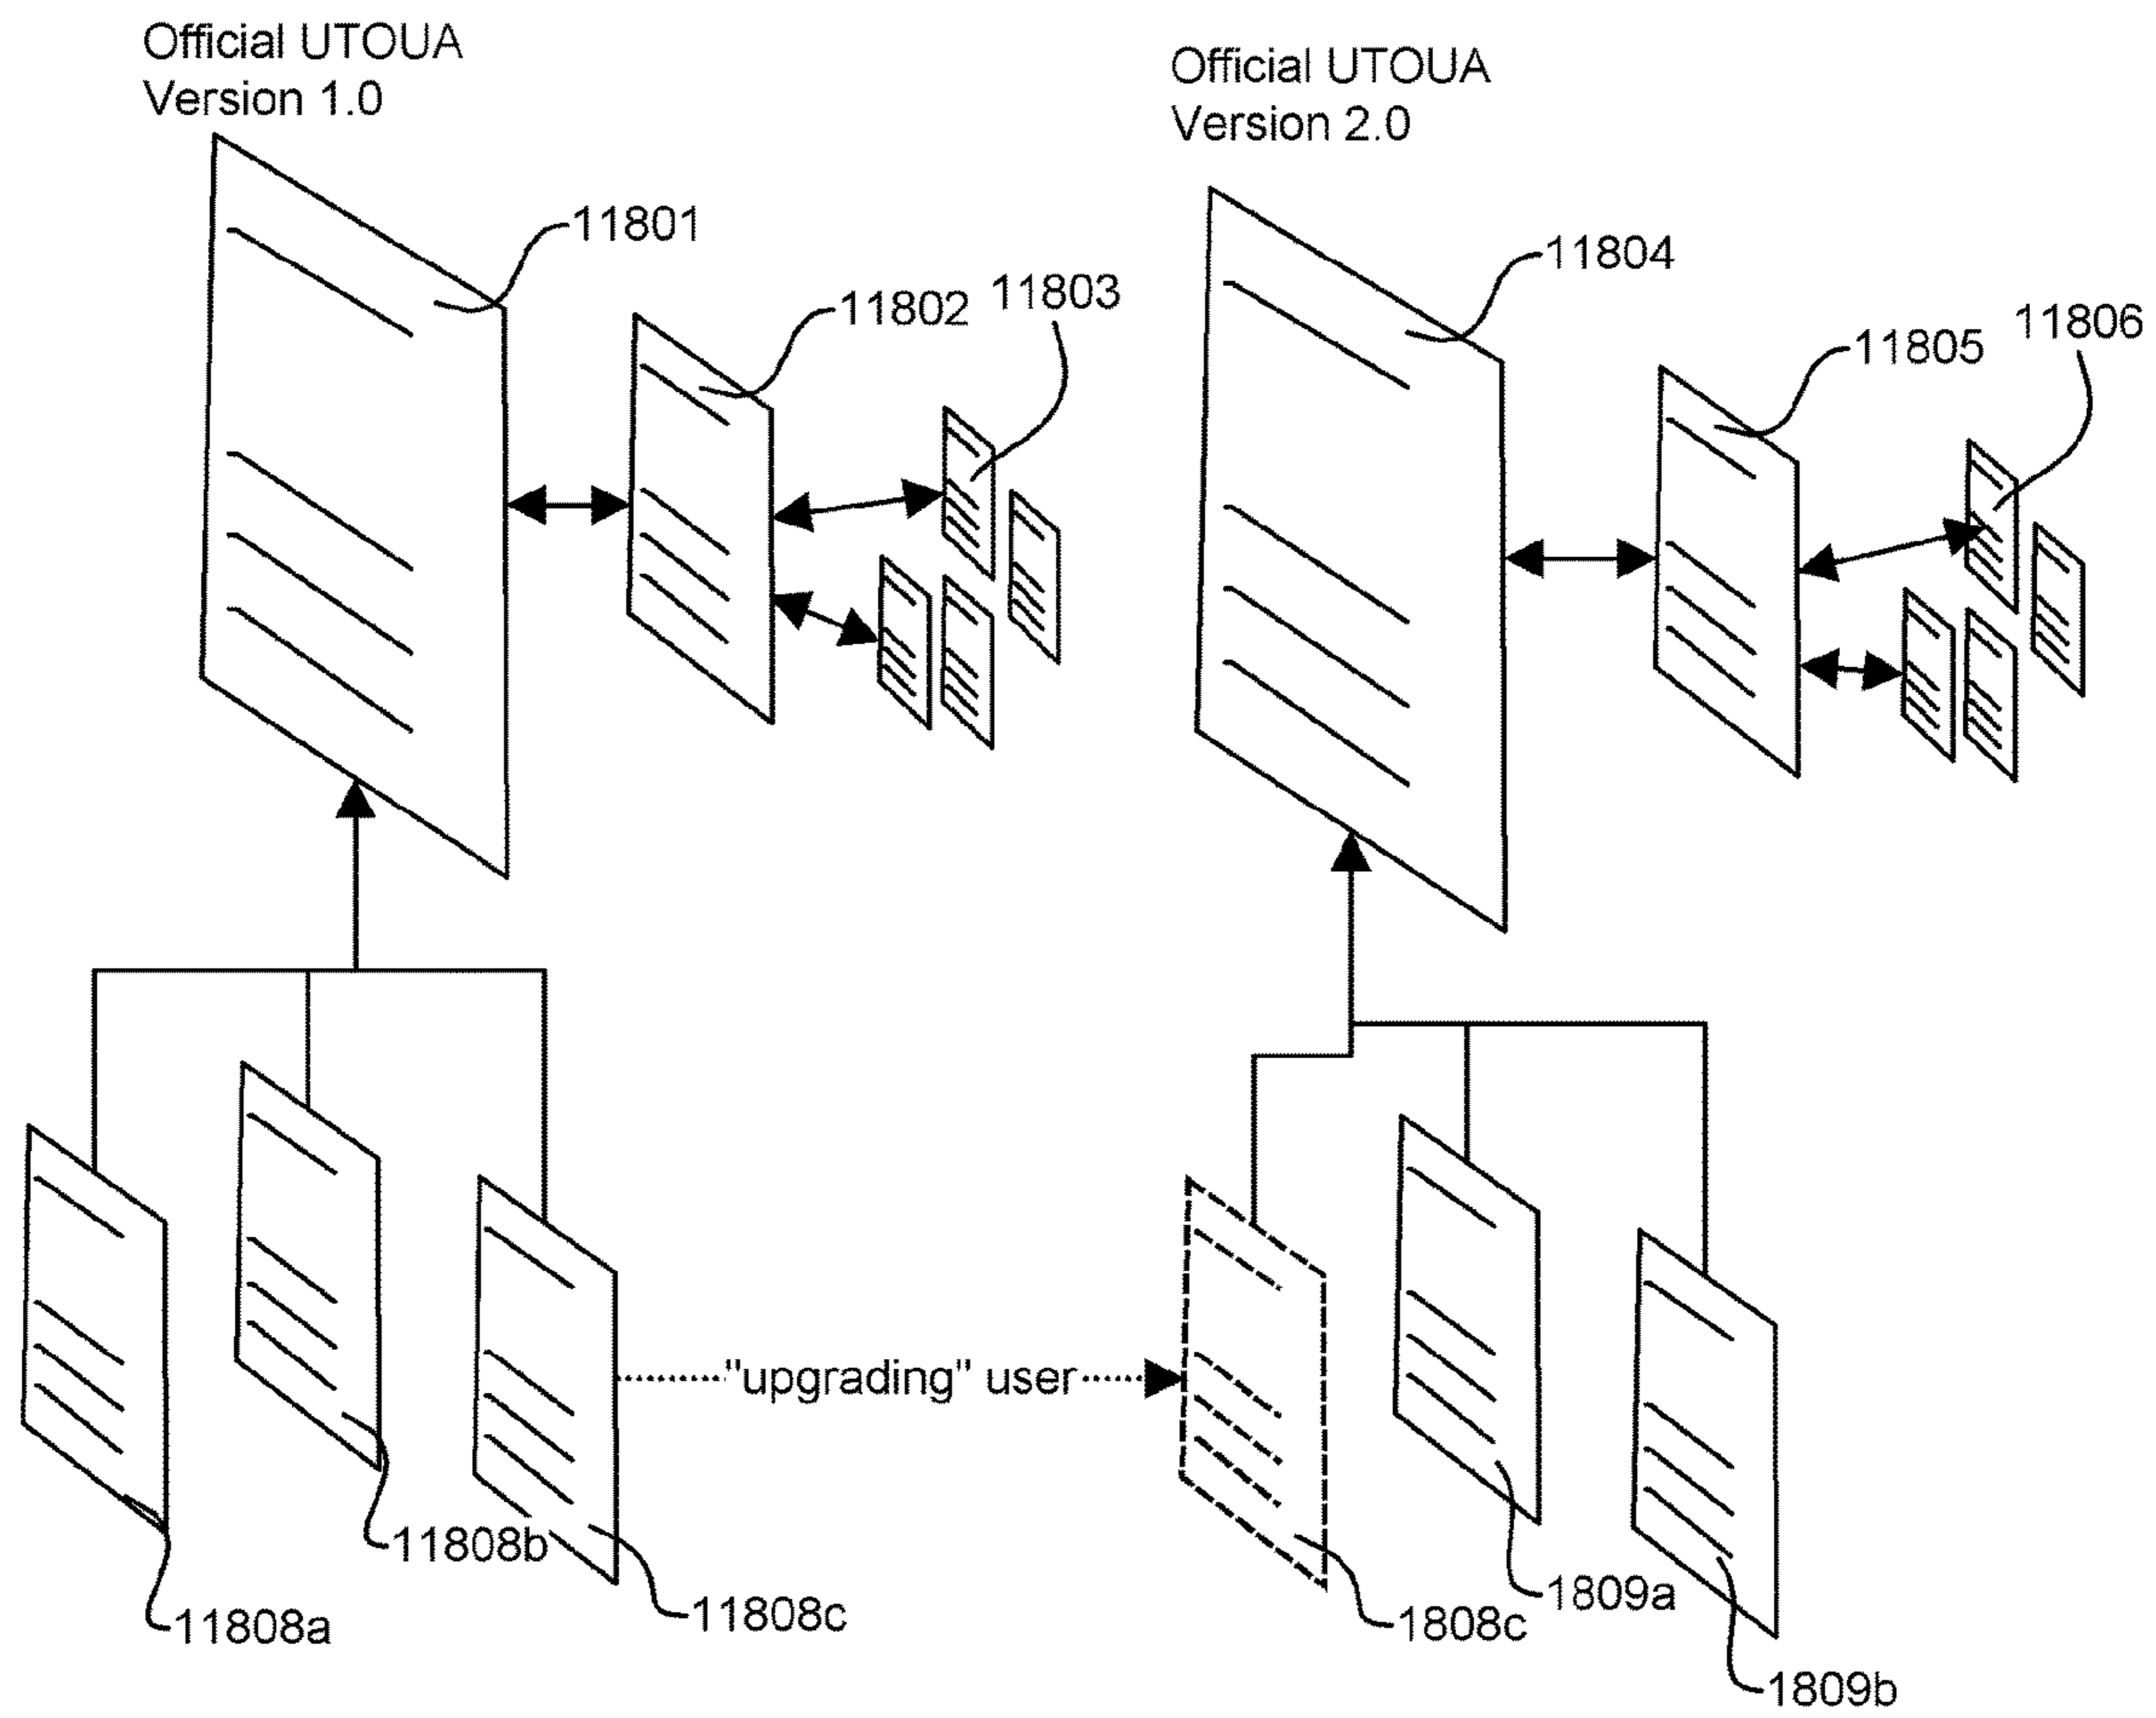 Official UTOUA
Version 1.0
Official UTOUA
Version 2.0
11801
11802
11803
11804
11805
11806
"upgrading" user
11808a
11808b
11808c
1808c
1809a
1809b